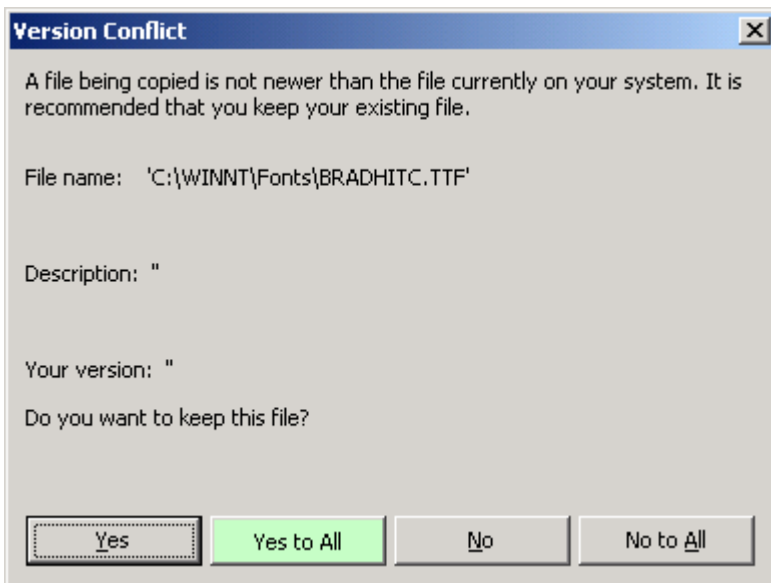 Version Conflict
A file being copied is not newer than the file currently on your system. It is
recommended that you keep your existing file.
File name: 'C:\WINNT\Fonts\BRADHITC.TTF'
Description: "
Your version: "
Do you want to keep this file?
Yes Yes to All No No to All